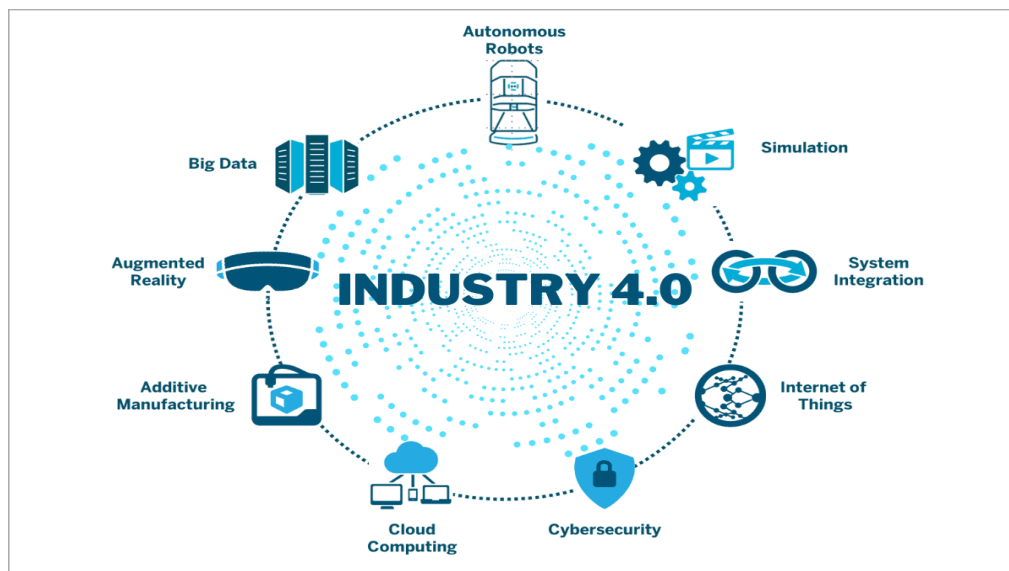 Autonomous
Robots
Simulation
Big Data
System
Integration
Augmented
Reality
INDUSTRY 4.0
Internet of
Things
Additive
Manufacturing
Cybersecurity
Cloud
Computing